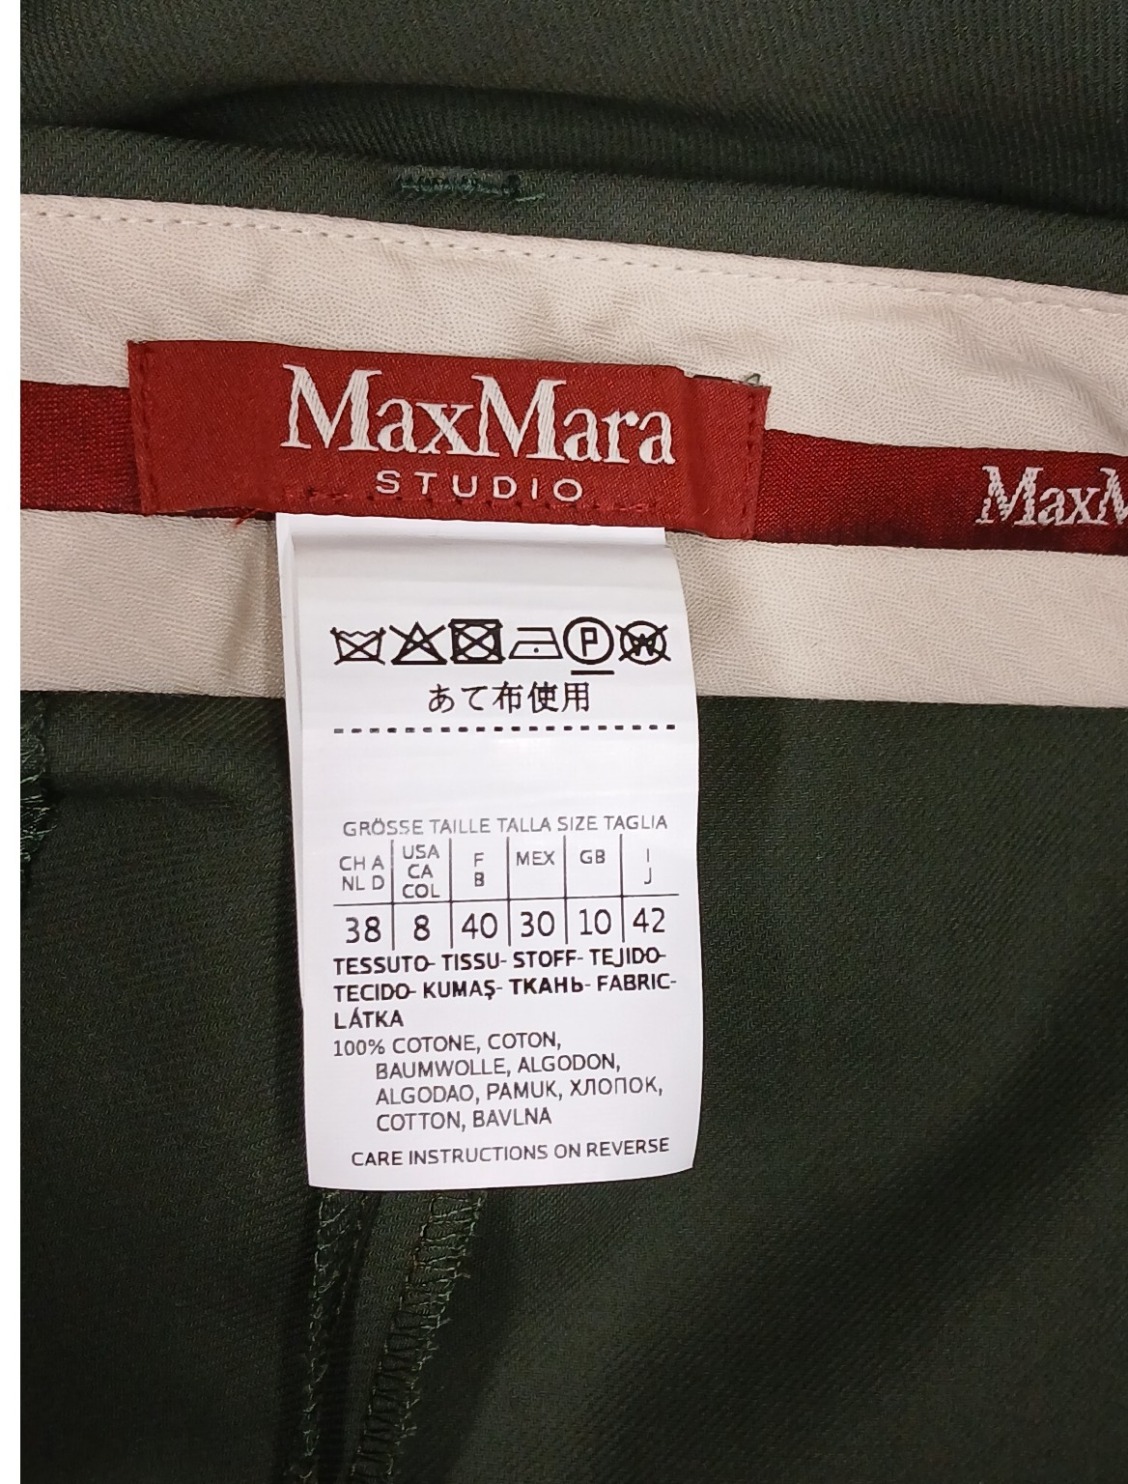 MaxMara
STUDIO
MaxM
P
W
あて布使用
GRÖSSE TAILLE TALLA SIZE TAGLIA
CH A NL D USA CA COL F B MEX GB I J
38 8 40 30 10 42
TESSUTO- TISSU- STOFF- TEJIDO-
TECIDO- KUMAŞ- ТКАНЬ- FABRIC-
LÁTKA
100% COTONE, COTON,
BAUMWOLLE, ALGODON,
ALGODAO, PAMUK, ХЛОПОК,
COTTON, BAVLNA
CARE INSTRUCTIONS ON REVERSE